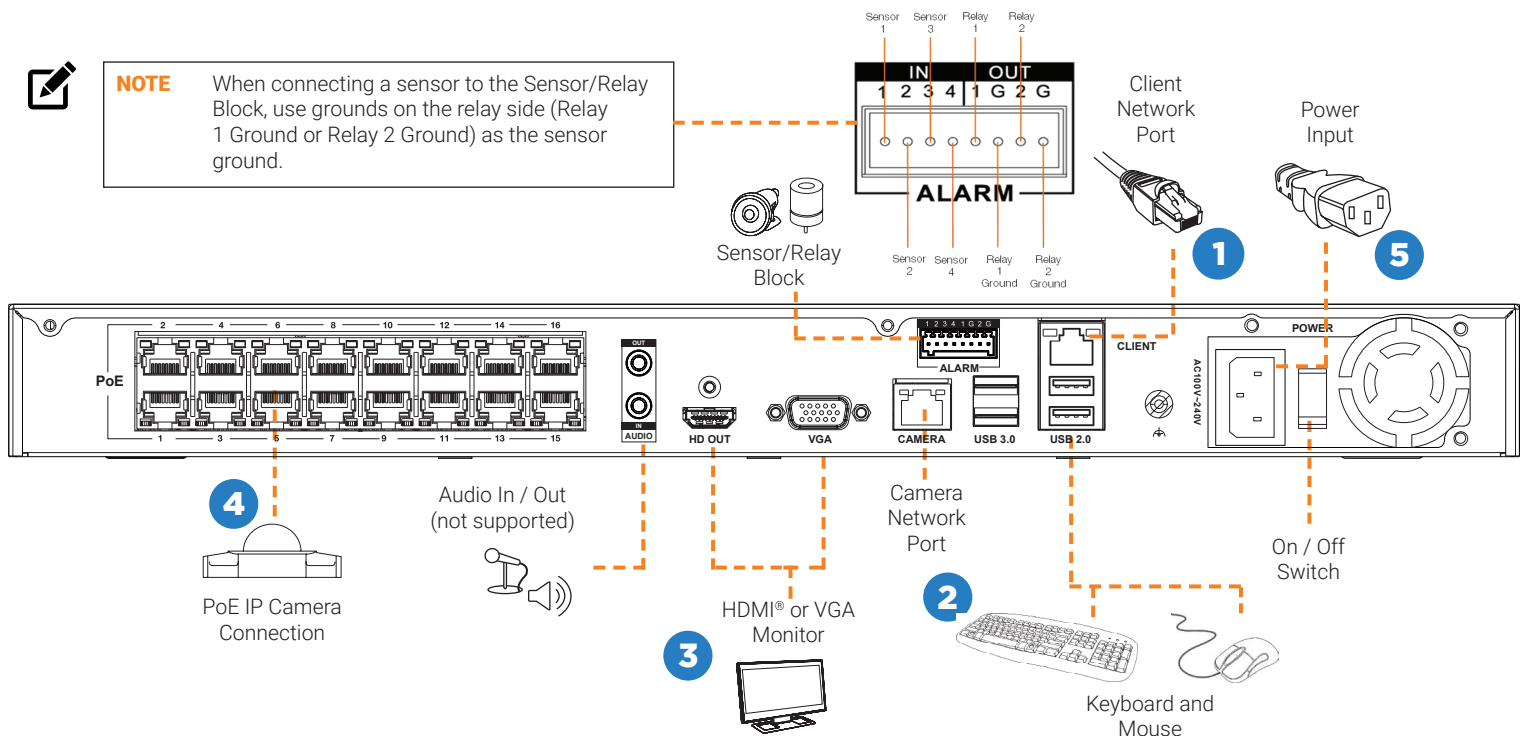 NOTE When connecting a sensor to the Sensor/Relay
Block, use grounds on the relay side (Relay
1 Ground or Relay 2 Ground) as the sensor
ground.
Sensor
1
Sensor
3
Relay
1
Relay
2
IN OUT
1 2 3 4 1 G 2 G
ALARM
Sensor
2
Sensor
4
Relay
1
Ground
Relay
2
Ground
Sensor/Relay
Block
Client
Network
Port
1
Power
Input
5
PoE
2 4 6 8 10 12 14 16
1 3 5 7 9 11 13 15
OUT
IN
AUDIO
HD OUT
VGA
1 2 3 4 1 G 2 G
ALARM
CAMERA
USB 3.0
CLIENT
USB 2.0
POWER
AC100V~240V
4
PoE IP Camera
Connection
Audio In / Out
(not supported)
3
HDMI® or VGA
Monitor
Camera
Network
Port
2
Keyboard and
Mouse
On / Off
Switch